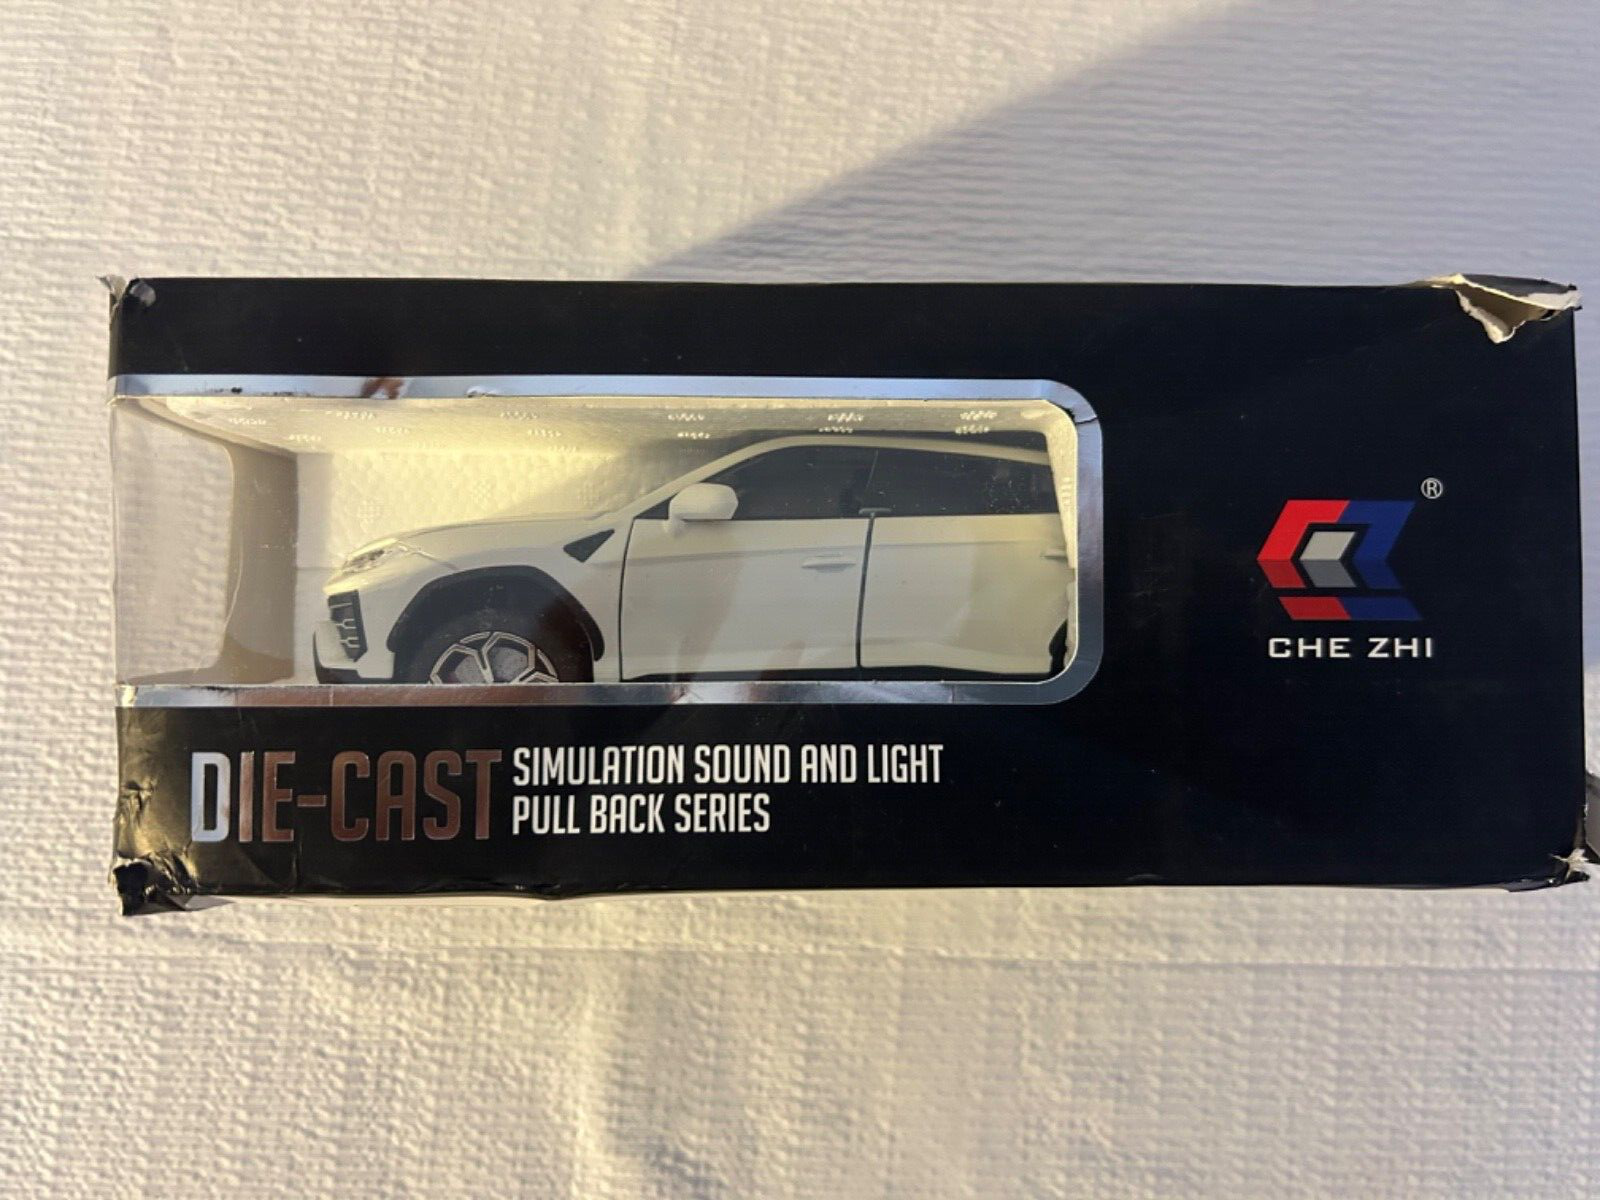 ®
CHE ZHI
DIE-CAST
SIMULATION SOUND AND LIGHT
PULL BACK SERIES